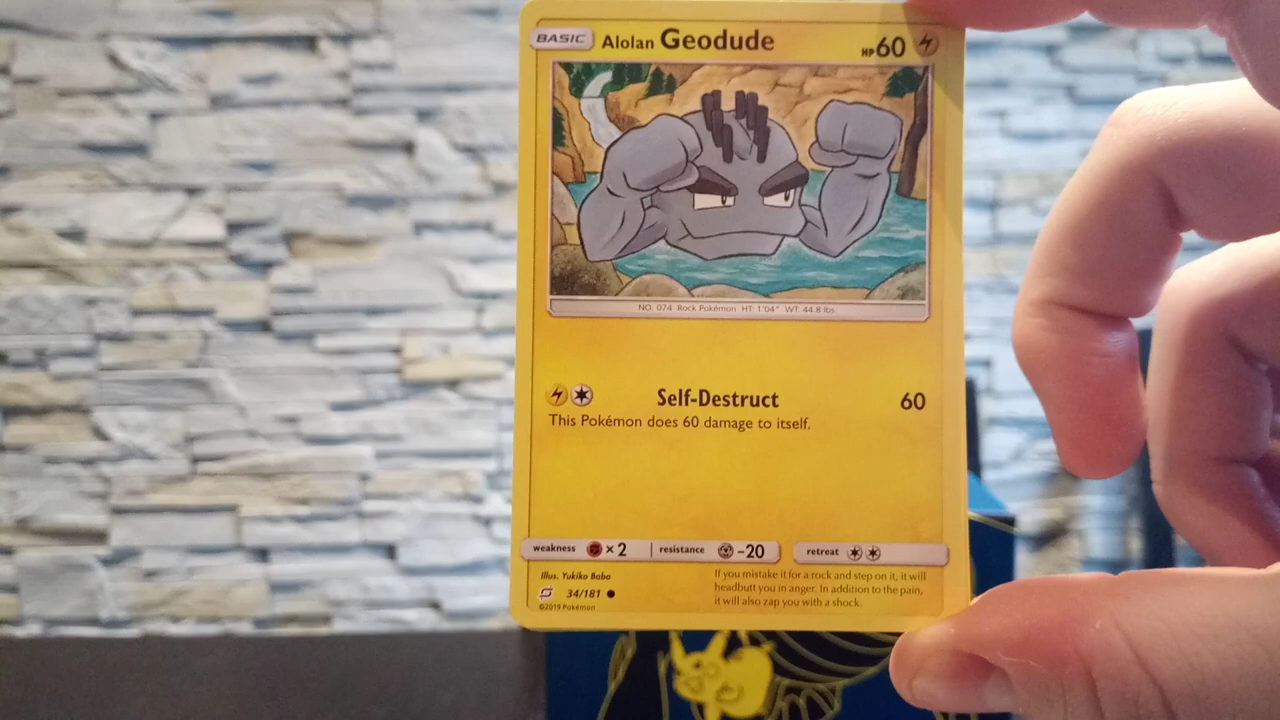 BASIC Alolan Geodude HP 60
NO. 074 Rock Pokémon HT: 1'04" WT: 44.8 lbs.
Self-Destruct 60
This Pokémon does 60 damage to itself.
weakness ×2 resistance -20 retreat
Illus. Yukiko Baba
34/181
©2019 Pokémon
If you mistake it for a rock and step on it, it will
headbutt you in anger. In addition to the pain,
it will also zap you with a shock.